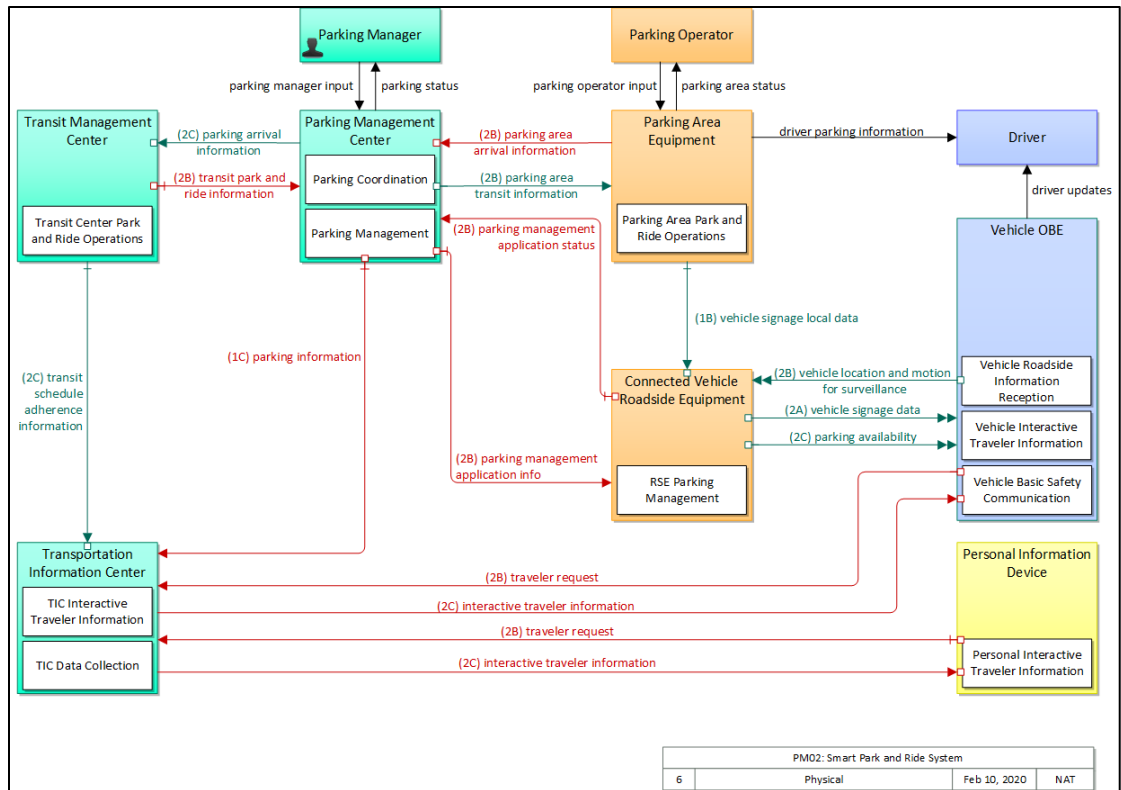 Parking Manager
Parking Operator
parking manager input
parking status
parking operator input
parking area status
Transit Management
Center
(2C) parking arrival
information
Parking Management
Center
(2B) parking area
arrival information
Parking Area
Equipment
driver parking information
Driver
(2B) transit park and
ride information
Parking Coordination
(2B) parking area
transit information
driver updates
Transit Center Park
and Ride Operations
Parking Management
(2B) parking management
application status
Parking Area Park and
Ride Operations
Vehicle OBE
(1B) vehicle signage local data
(1C) parking information
(2C) transit
schedule
adherence
information
Connected Vehicle
Roadside Equipment
(2B) vehicle location and motion
for surveillance
Vehicle Roadside
Information
Reception
(2A) vehicle signage data
Vehicle Interactive
Traveler Information
(2C) parking availability
(2B) parking management
application info
RSE Parking
Management
Vehicle Basic Safety
Communication
Transportation
Information Center
Personal Information
Device
(2B) traveler request
TIC Interactive
Traveler Information
(2C) interactive traveler information
(2B) traveler request
TIC Data Collection
(2C) interactive traveler information
Personal Interactive
Traveler Information
PM02: Smart Park and Ride System
6 Physical Feb 10, 2020 NAT